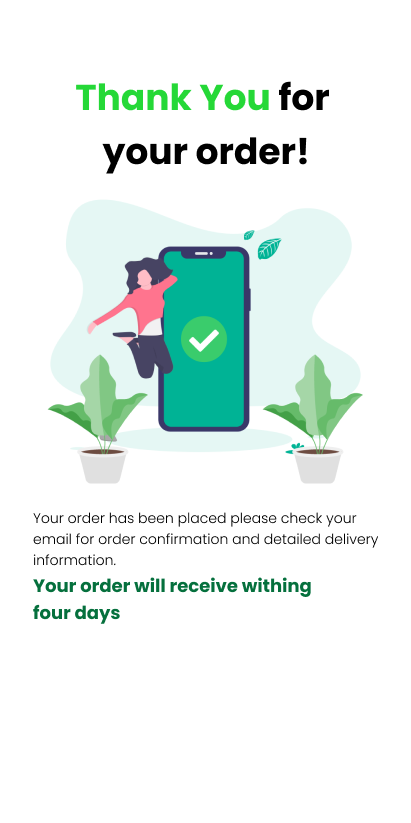 Thank You for
your order!
Your order has been placed please check your
email for order confirmation and detailed delivery
information.
Your order will receive withing
four days